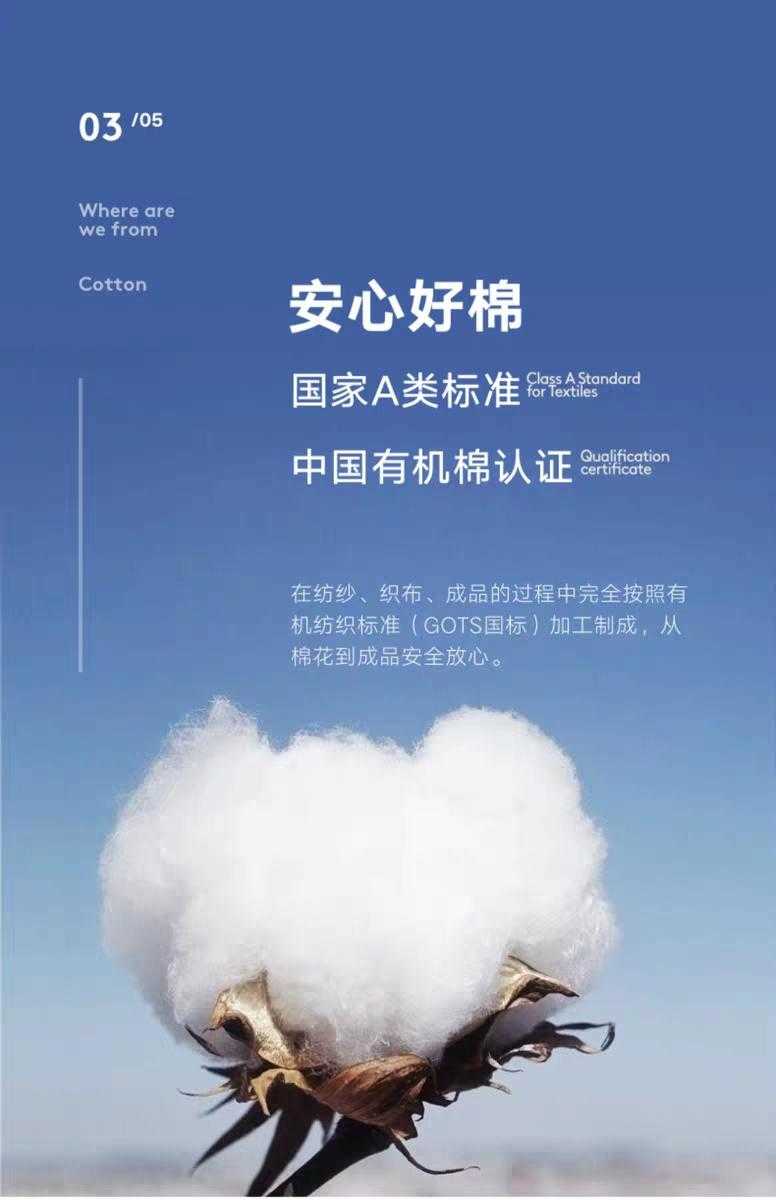 03 /05
Where are
we from
Cotton
安心好棉
国家A类标准 Class A Standard
for Textiles
中国有机棉认证 Qualification
certificate
在纺纱、织布、成品的过程中完全按照有
机纺织标准（GOTS国标）加工制成，从
棉花到成品安全放心。